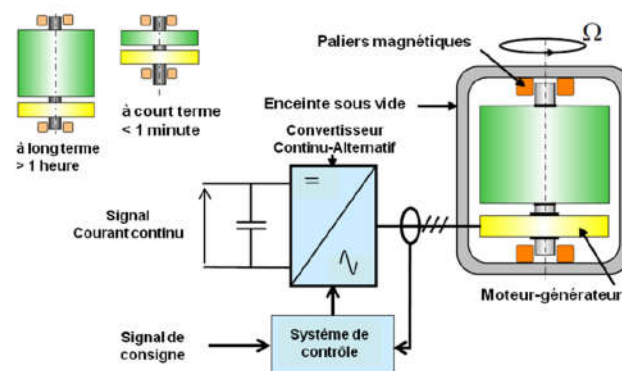 à long terme
> 1 heure
à court terme
< 1 minute
Paliers magnétiques
Ω
Enceinte sous vide
Convertisseur
Continu-Alternatif
=
Signal
Courant continu
Moteur-générateur
Signal de
consigne
Système de
contrôle